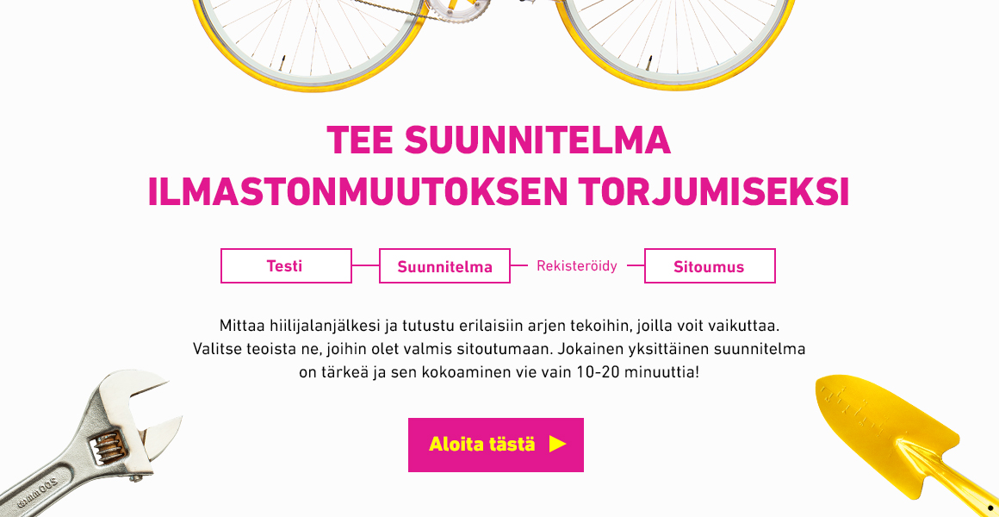 TEE SUUNNITELMA
ILMASTONMUUTOKSEN TORJUMISEKSI
Testi
Suunnitelma
Rekisteröidy
Sitoumus
Mittaa hiilijalanjälkesi ja tutustu erilaisiin arjen tekoihin, joilla voit vaikuttaa.
Valitse teoista ne, joihin olet valmis sitoutumaan. Jokainen yksittäinen suunnitelma
on tärkeä ja sen kokoaminen vie vain 10-20 minuuttia!
Aloita tästä